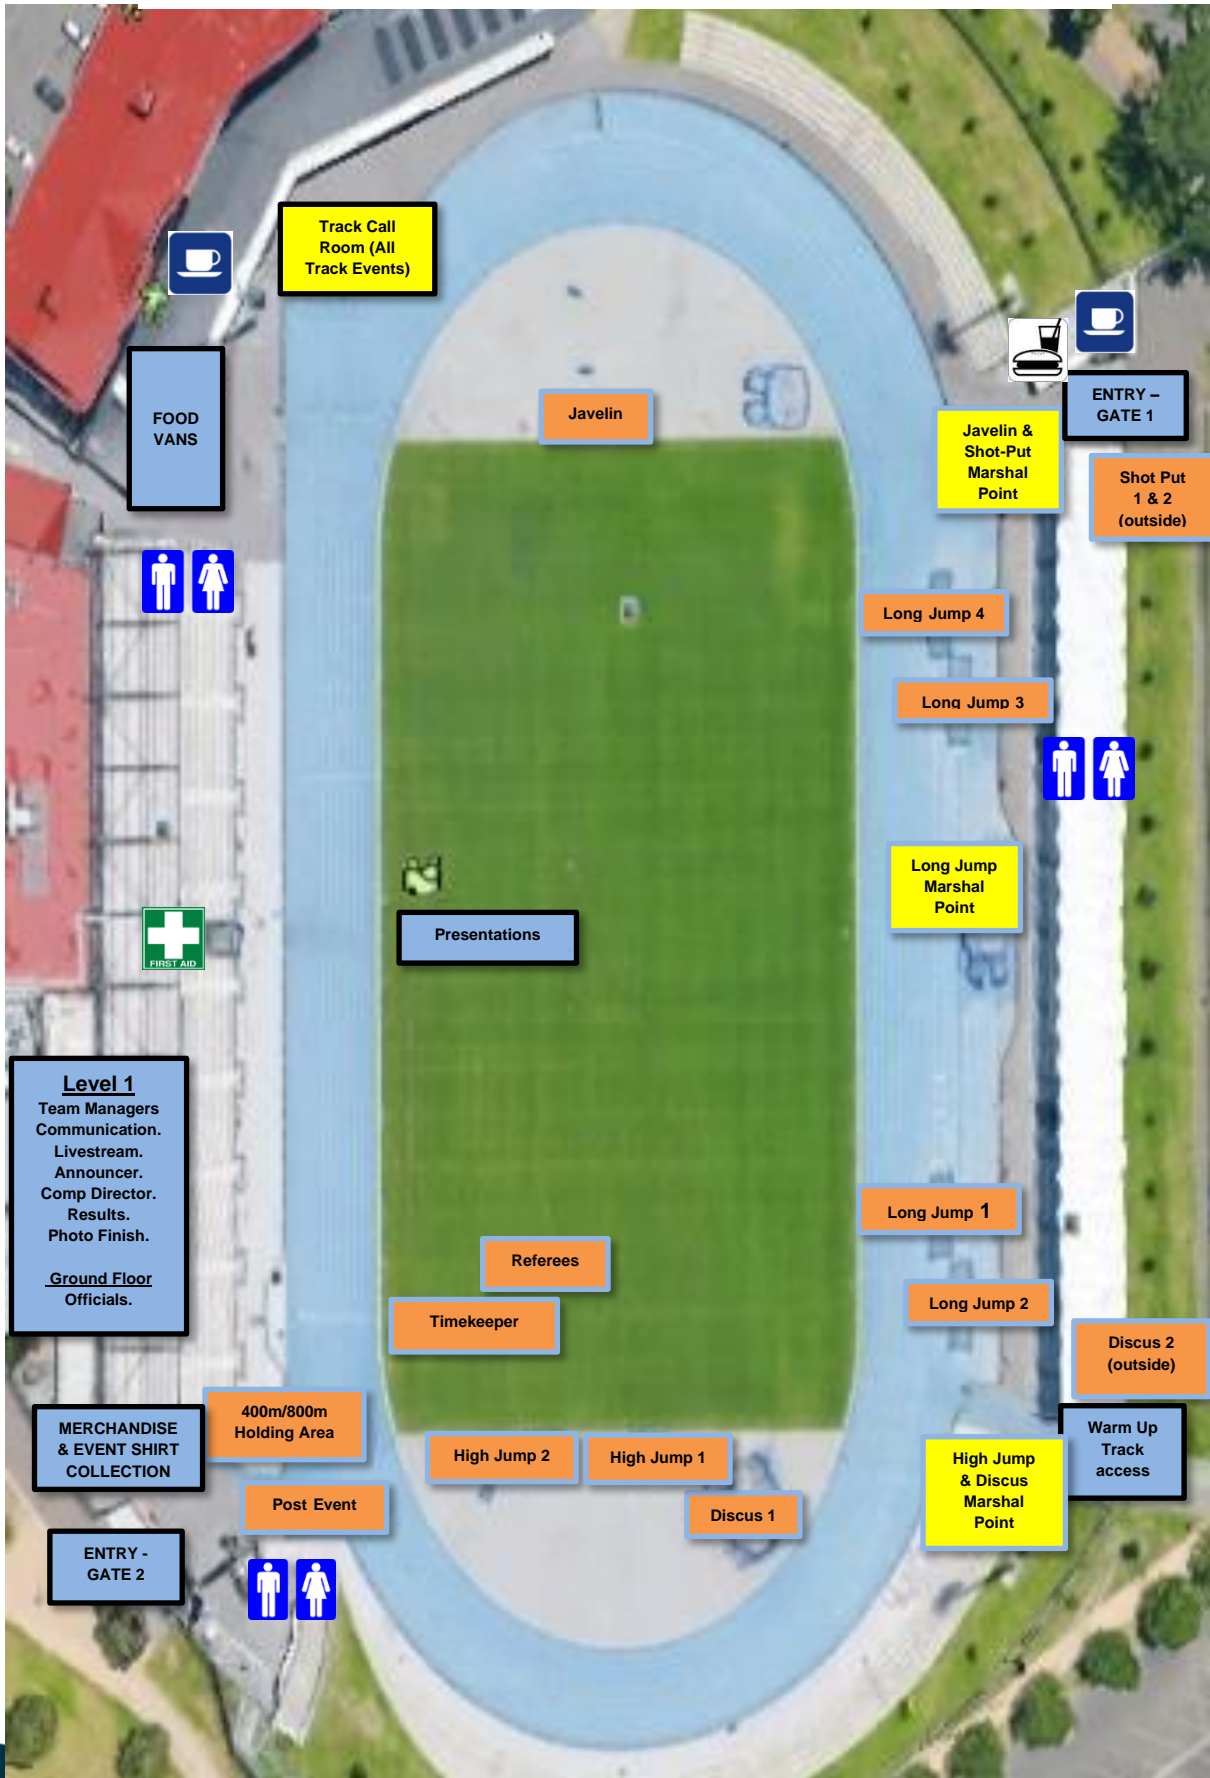 Track Call
Room (All
Track Events)
FOOD
VANS
Javelin
ENTRY –
GATE 1
Javelin &
Shot-Put
Marshal
Point
Shot Put
1 & 2
(outside)
Long Jump 4
Long Jump 3
Long Jump
Marshal
Point
Presentations
FIRST AID
Level 1
Team Managers
Communication.
Livestream.
Announcer.
Comp Director.
Results.
Photo Finish.
Ground Floor
Officials.
Long Jump 1
Referees
Long Jump 2
Timekeeper
Discus 2
(outside)
400m/800m
Holding Area
MERCHANDISE
& EVENT SHIRT
COLLECTION
High Jump 2
High Jump 1
Warm Up
Track
access
High Jump
& Discus
Marshal
Point
Post Event
Discus 1
ENTRY -
GATE 2